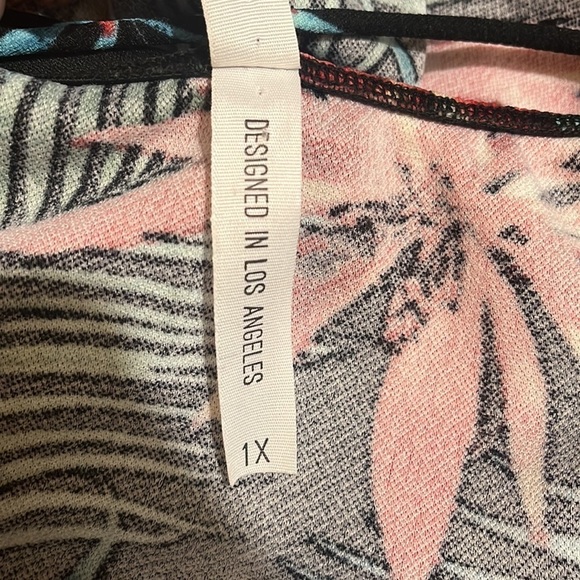 DESIGNED IN LOS ANGELES
1X